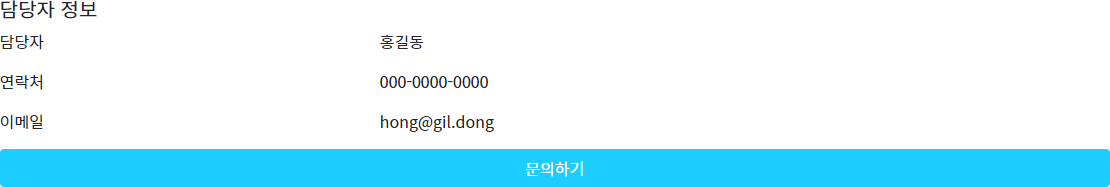 담당자 정보
담당자 홍길동
연락처 000-0000-0000
이메일 hong@gil.dong
문의하기